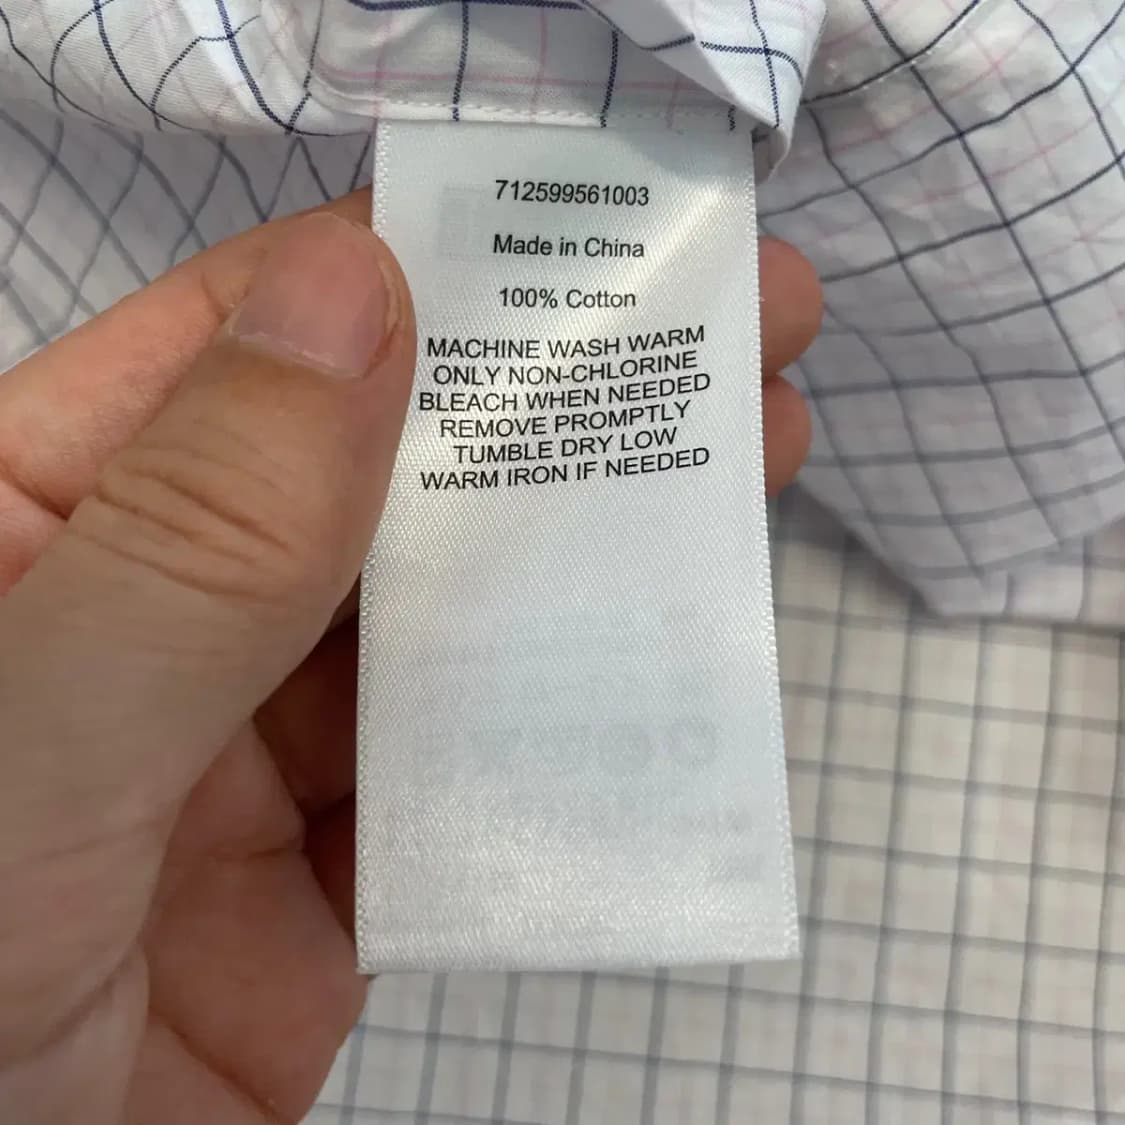 712599561003
Made in China
100% Cotton
MACHINE WASH WARM
ONLY NON-CHLORINE
BLEACH WHEN NEEDED
REMOVE PROMPTLY
TUMBLE DRY LOW
WARM IRON IF NEEDED